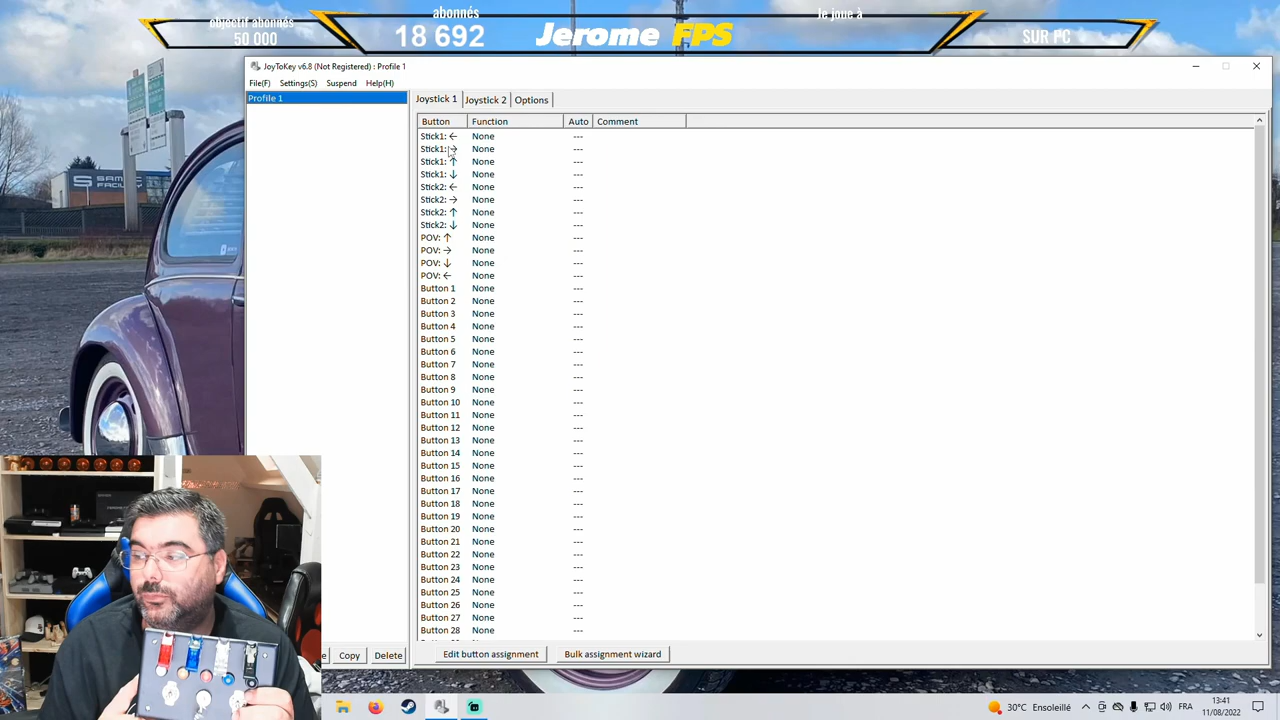 objectif abonnés
50 000
abonnés
18 692
Jerome FPS
Je joue à
SUR PC
JoyToKey v6.8 (Not Registered) : Profile 1
File(F) Settings(S) Suspend Help(H)
Profile 1
Joystick 1 Joystick 2 Options
Button Function Auto Comment
Stick1: ← None ---
Stick1: → None ---
Stick1: ↑ None ---
Stick1: ↓ None ---
Stick2: ← None ---
Stick2: → None ---
Stick2: ↑ None ---
Stick2: ↓ None ---
POV: ↑ None ---
POV: → None ---
POV: ↓ None ---
POV: ← None ---
Button 1 None ---
Button 2 None ---
Button 3 None ---
Button 4 None ---
Button 5 None ---
Button 6 None ---
Button 7 None ---
Button 8 None ---
Button 9 None ---
Button 10 None ---
Button 11 None ---
Button 12 None ---
Button 13 None ---
Button 14 None ---
Button 15 None ---
Button 16 None ---
Button 17 None ---
Button 18 None ---
Button 19 None ---
Button 20 None ---
Button 21 None ---
Button 22 None ---
Button 23 None ---
Button 24 None ---
Button 25 None ---
Button 26 None ---
Button 27 None ---
Button 28 None ---
Copy Delete
Edit button assignment Bulk assignment wizard
30°C Ensoleillé
FRA
13:41
11/08/2022